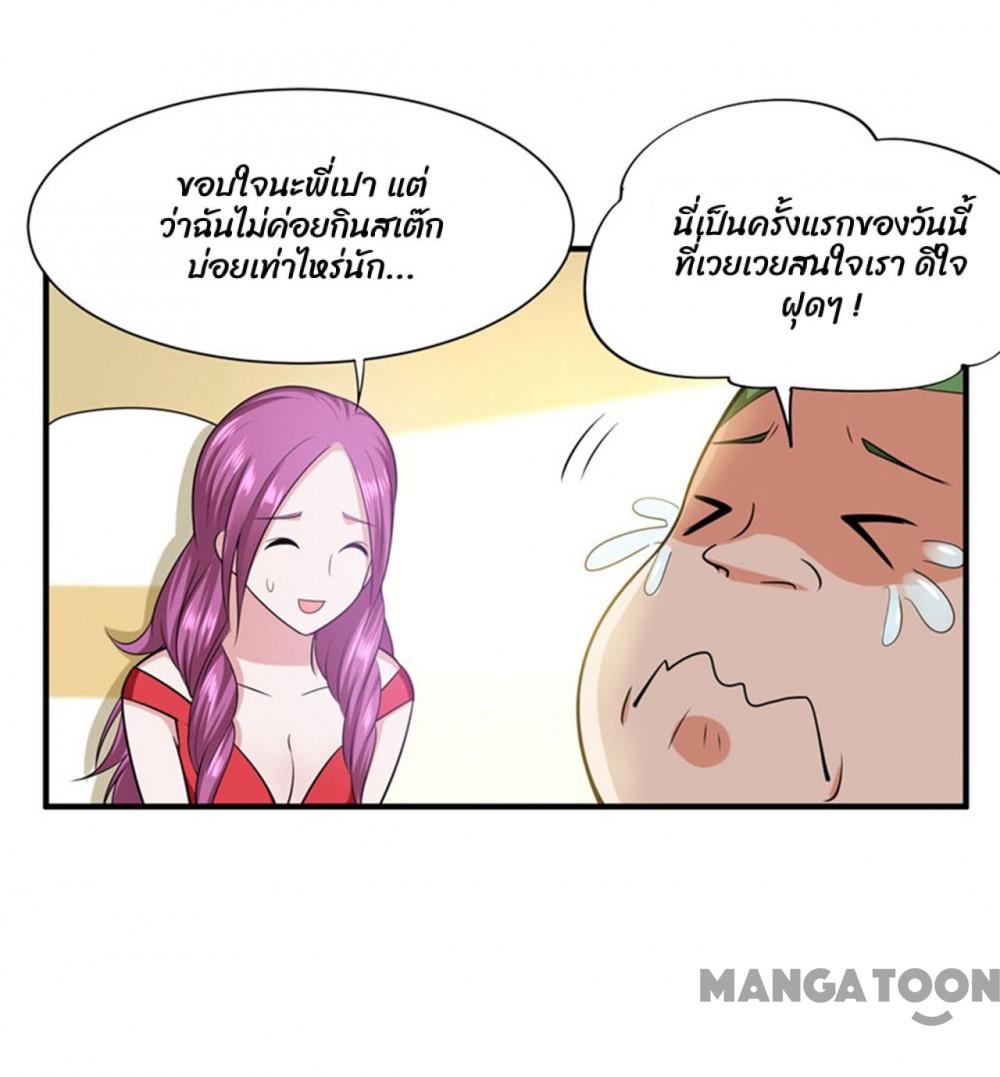 ขอบใจนะพี่เปา แต่
ว่าฉันไม่ค่อยกินสเต๊ก
บ่อยเท่าไหร่นัก...
นี่เป็นครั้งแรกของวันนี้
ที่เวยเวยสนใจเรา ดีใจ
ฝุดๆ !
MANGATOON